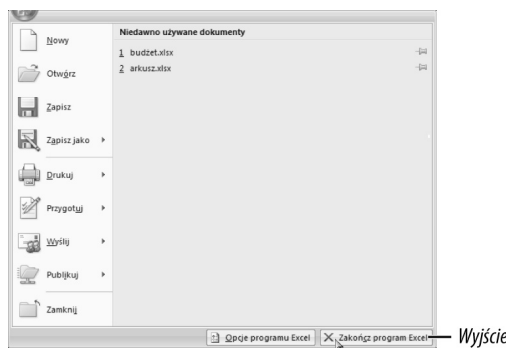 Niedawno używane dokumenty
Nowy
1 budżet.xlsx
2 arkusz.xlsx
Otwórz
Zapisz
Zapisz jako
Drukuj
Przygotuj
Wyślij
Publikuj
Zamknij
Opcje programu Excel
Zakończ program Excel
Wyjście